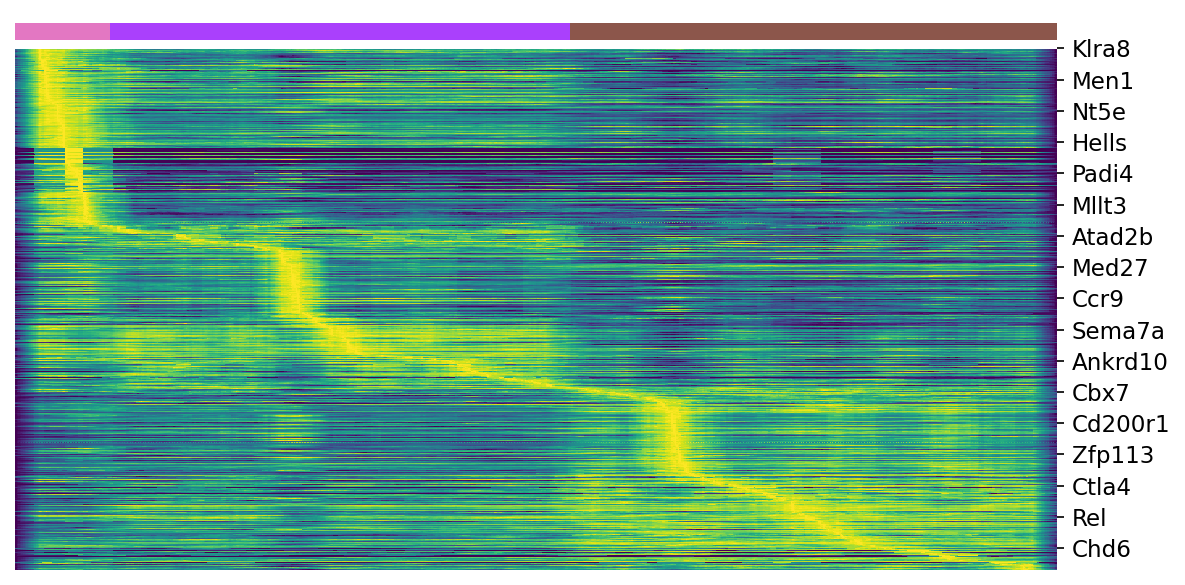 Klra8
Men1
Nt5e
Hells
Padi4
Mllt3
Atad2b
Med27
Ccr9
Sema7a
Ankrd10
Cbx7
Cd200r1
Zfp113
Ctla4
Rel
Chd6